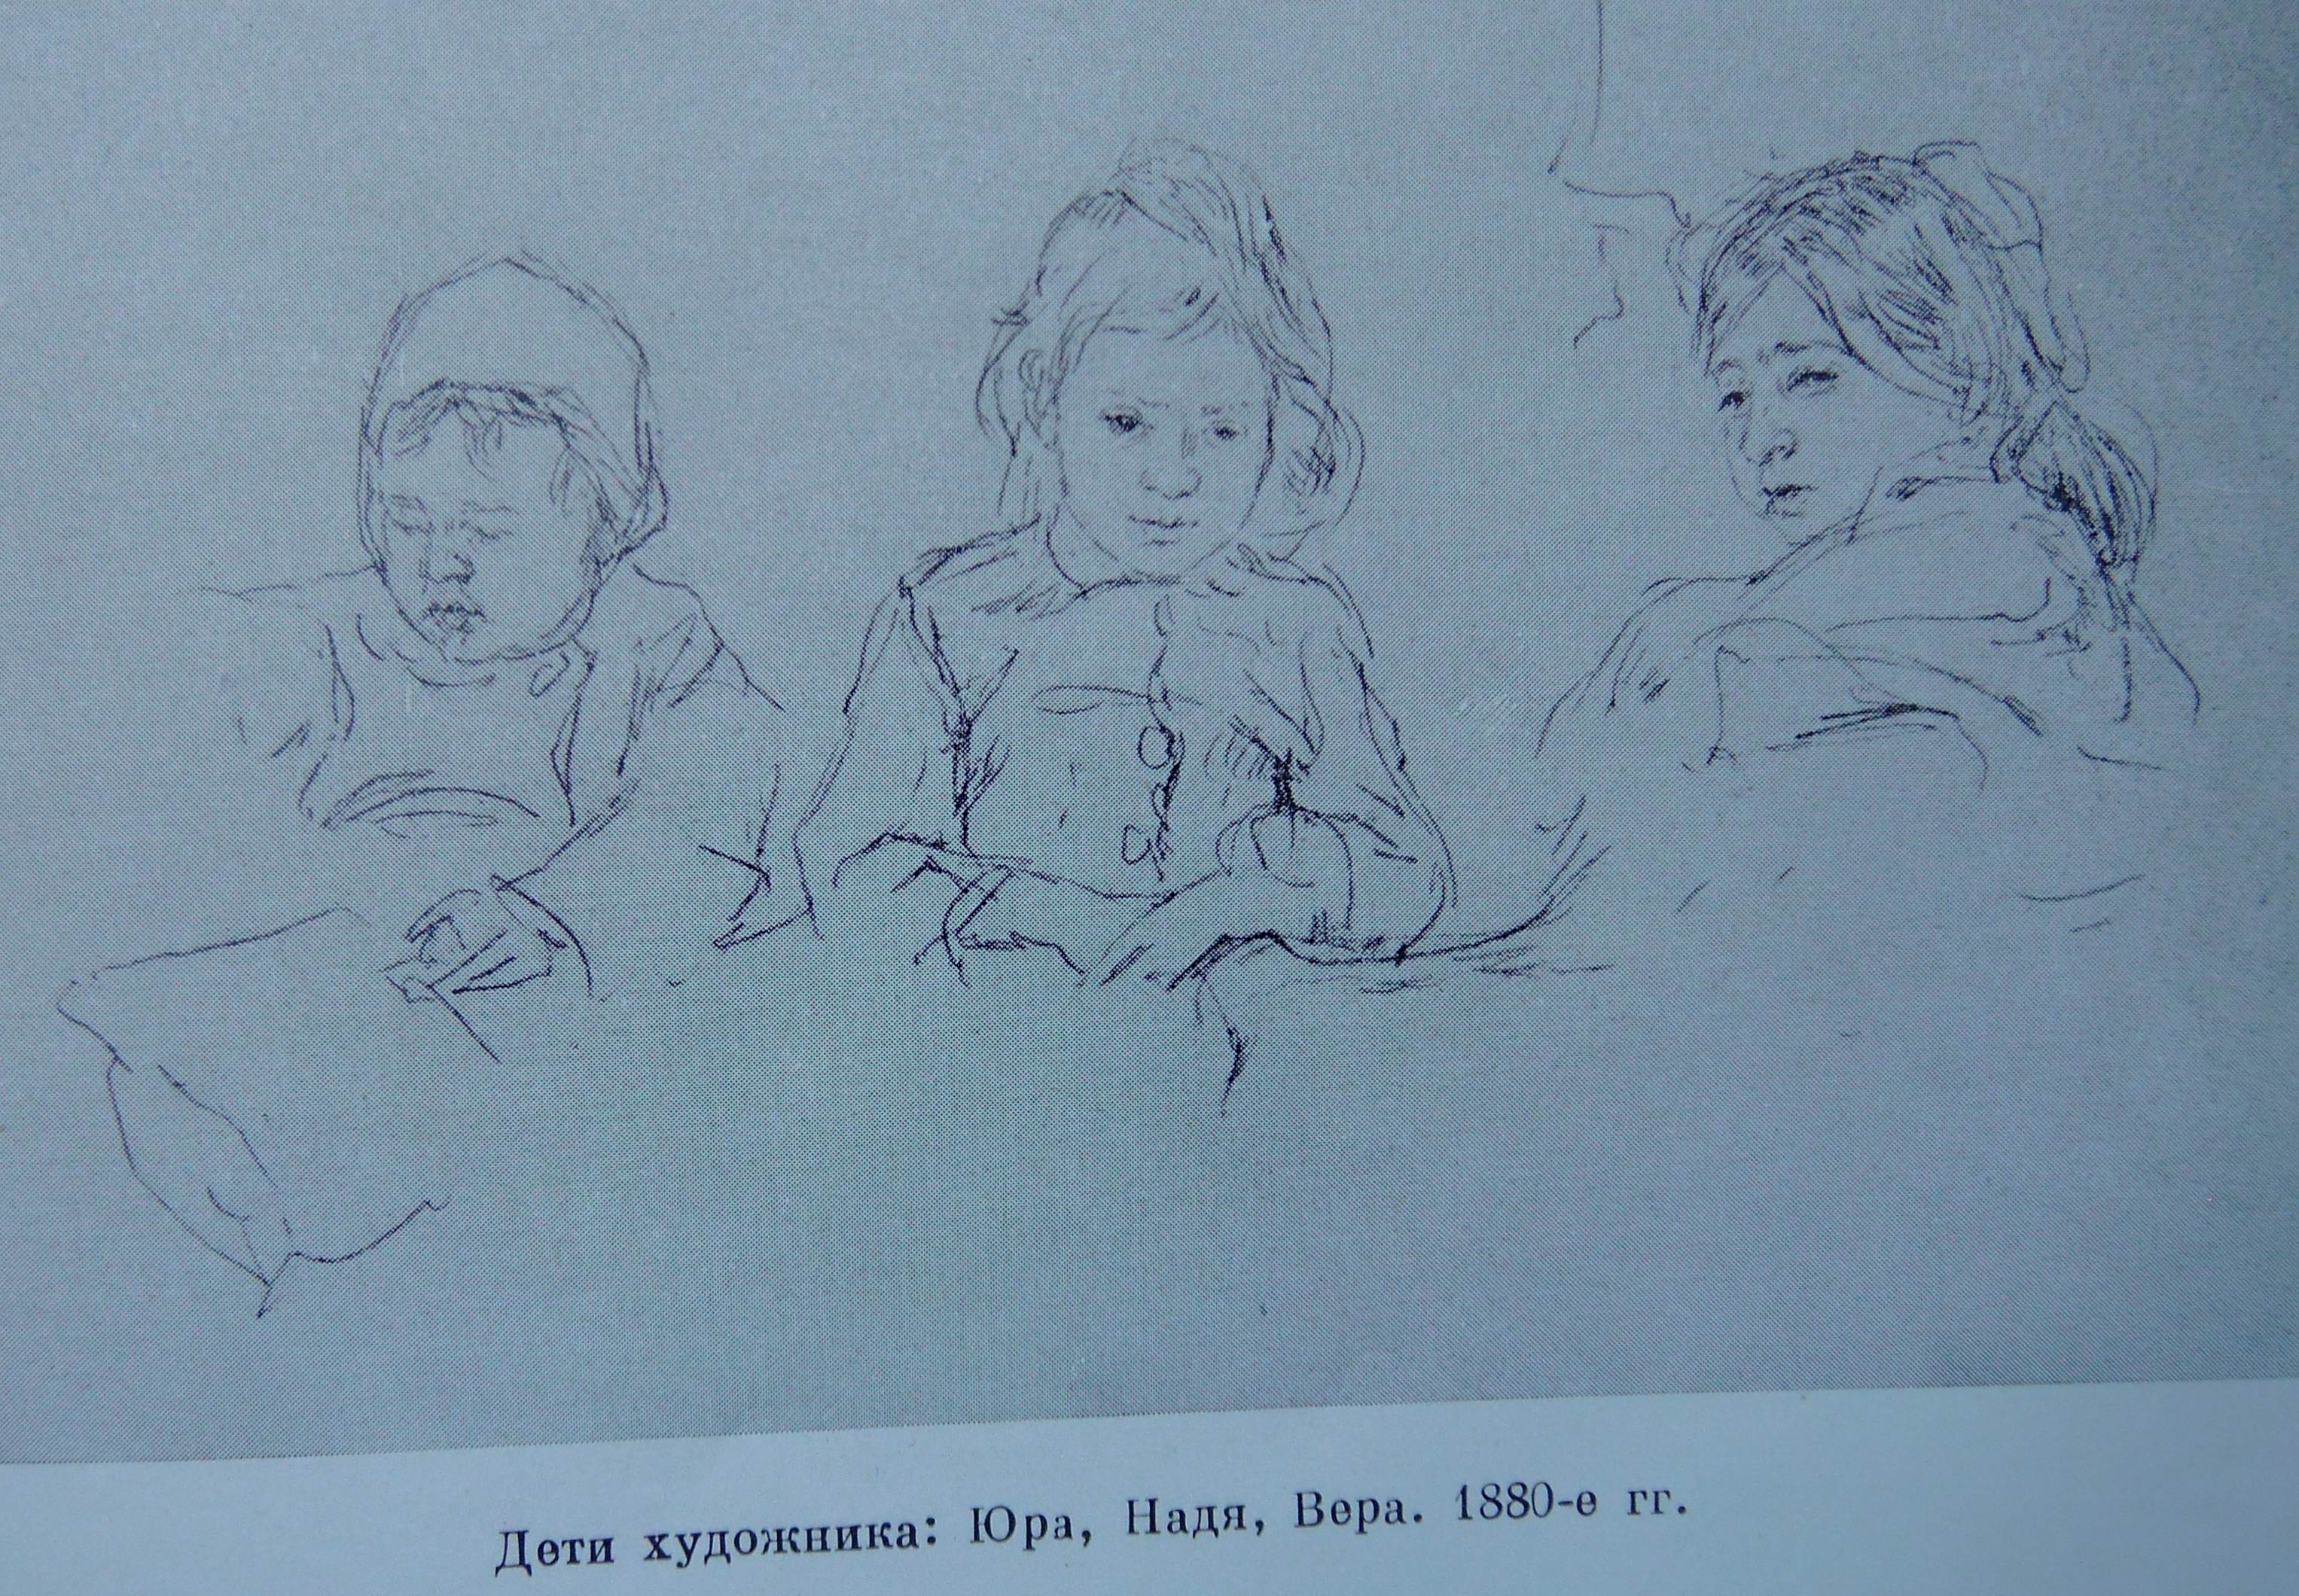 Дети художника: Юра, Надя, Вера. 1880-е гг.